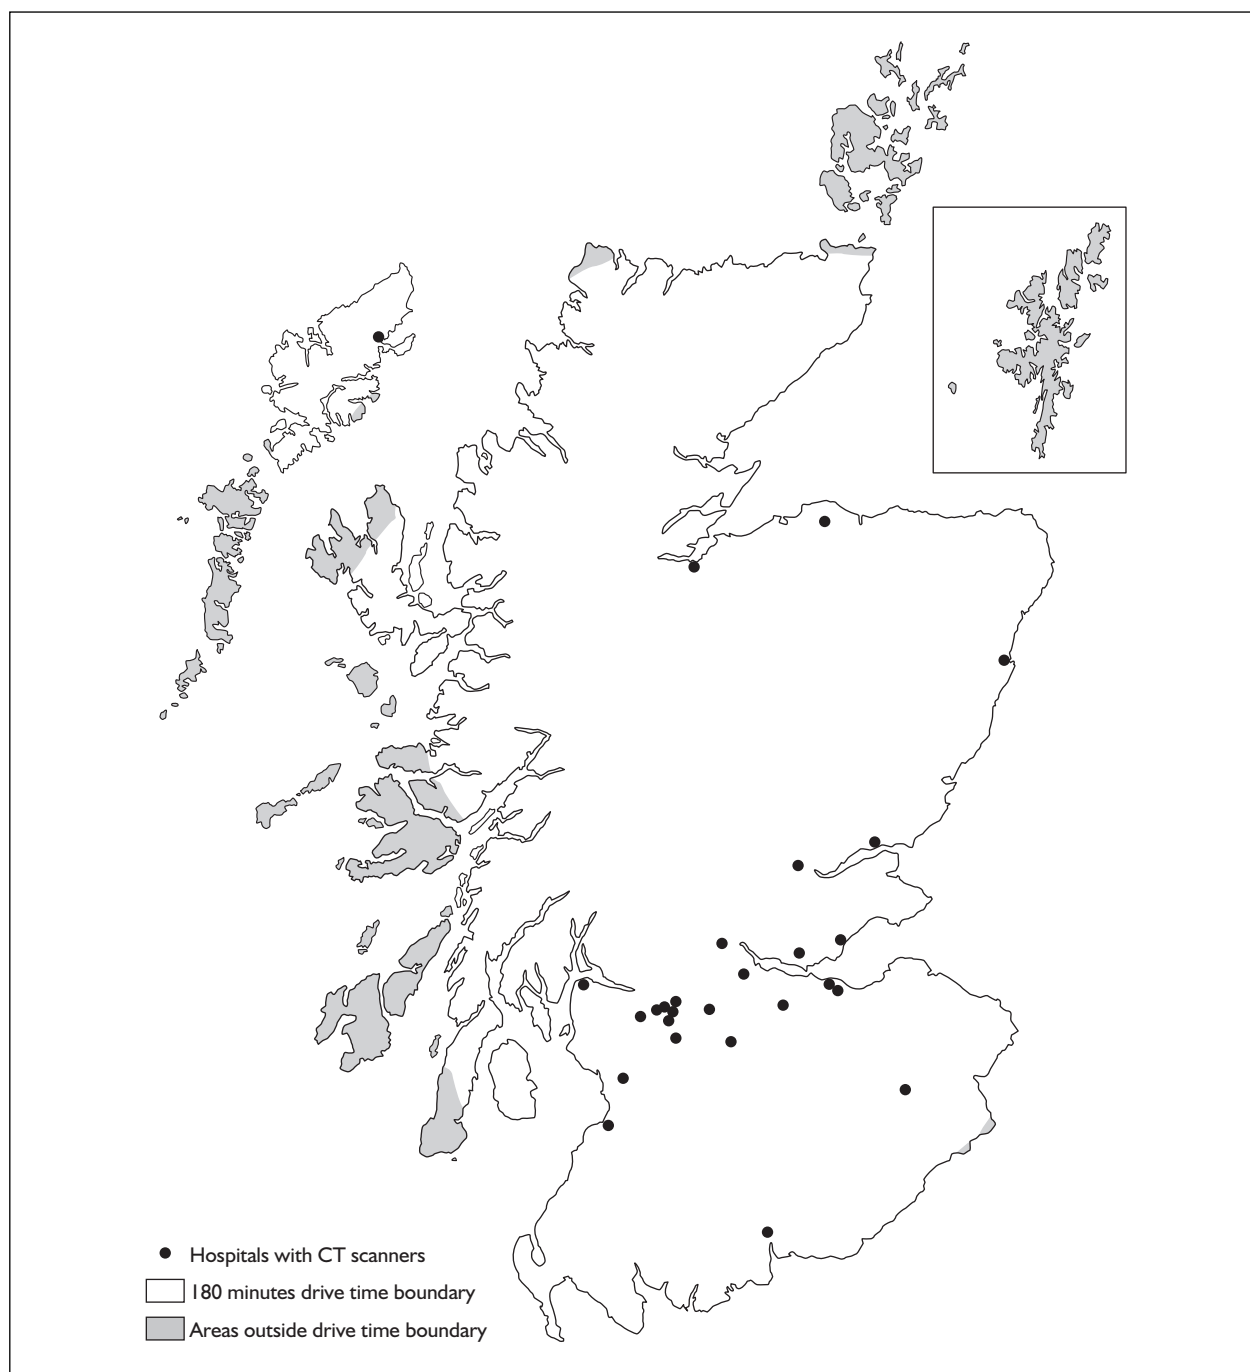 Hospitals with CT scanners
180 minutes drive time boundary
Areas outside drive time boundary